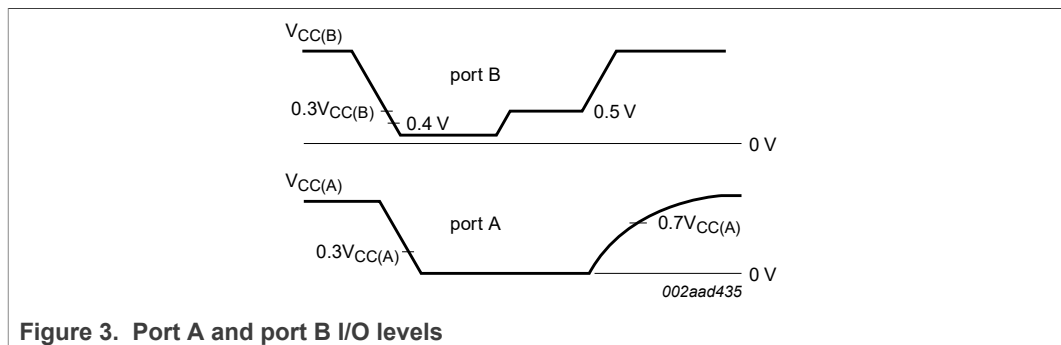 VCC(B)
port B
0.3VCC(B)
0.4 V
0.5 V
0 V
VCC(A)
port A
0.7VCC(A)
0.3VCC(A)
0 V
002aad435
Figure 3. Port A and port B I/O levels